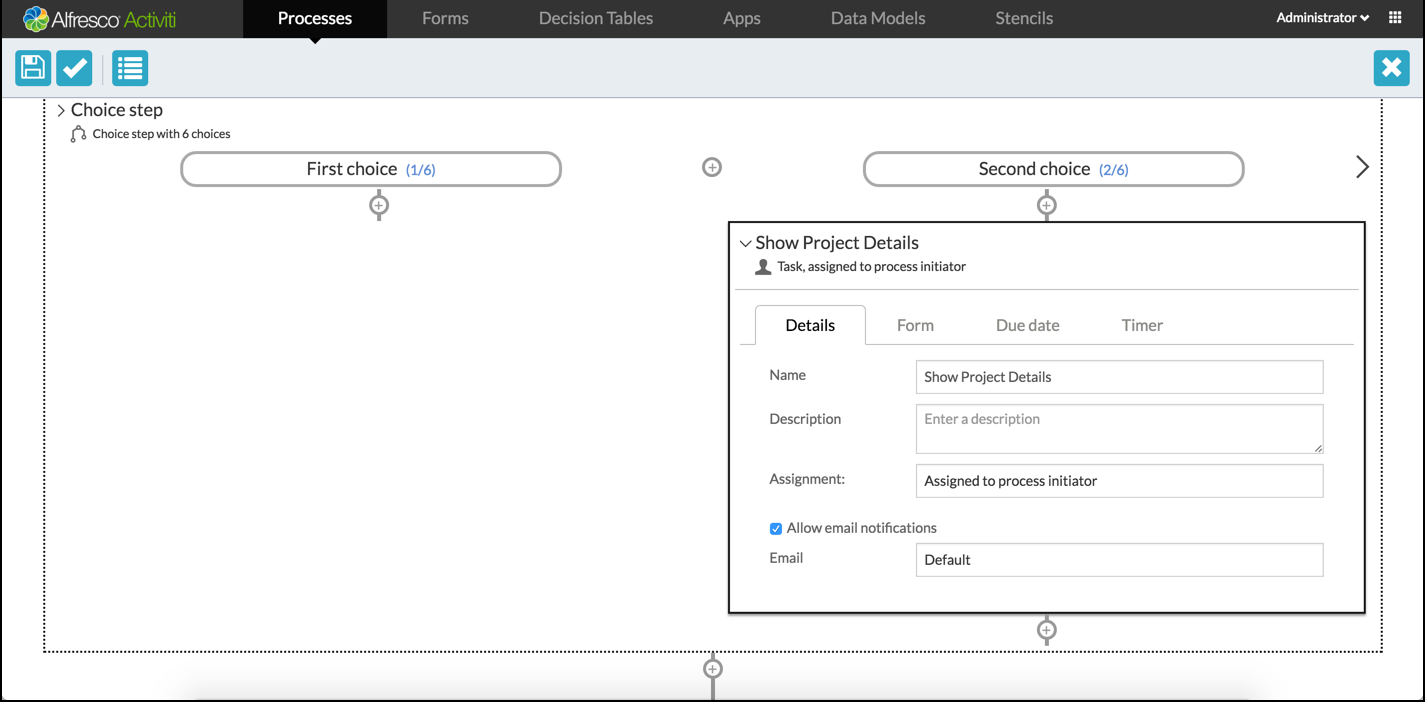 Alfresco Activiti Processes Forms Decision Tables Apps Data Models Stencils Administrator
Choice step
Choice step with 6 choices
First choice (1/6) Second choice (2/6)
Show Project Details
Task, assigned to process initiator
Details Form Due date Timer
Name Show Project Details
Description Enter a description
Assignment: Assigned to process initiator
Allow email notifications
Email Default